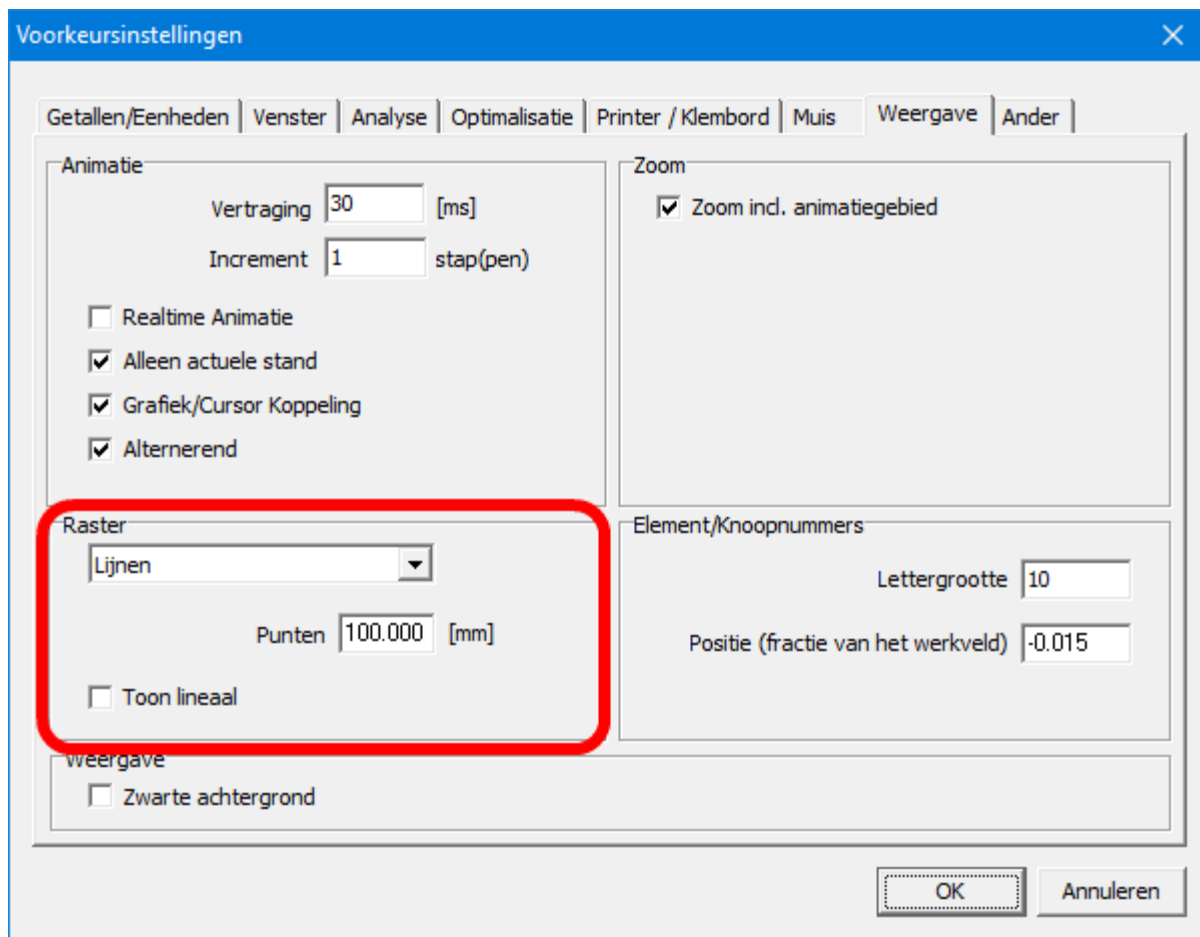 Voorkeursinstellingen
Getallen/Eenheden Venster Analyse Optimalisatie Printer / Klembord Muis Weergave Ander
Animatie
Vertraging 30 [ms]
Increment 1 stap(pen)
Realtime Animatie
Alleen actuele stand
Grafiek/Cursor Koppeling
Alternerend
Zoom
Zoom incl. animatiegebied
Raster
Lijnen
Punten 100.000 [mm]
Toon lineaal
Element/Knoopnummers
Lettergrootte 10
Positie (fractie van het werkveld) -0.015
Weergave
Zwarte achtergrond
OK Annuleren